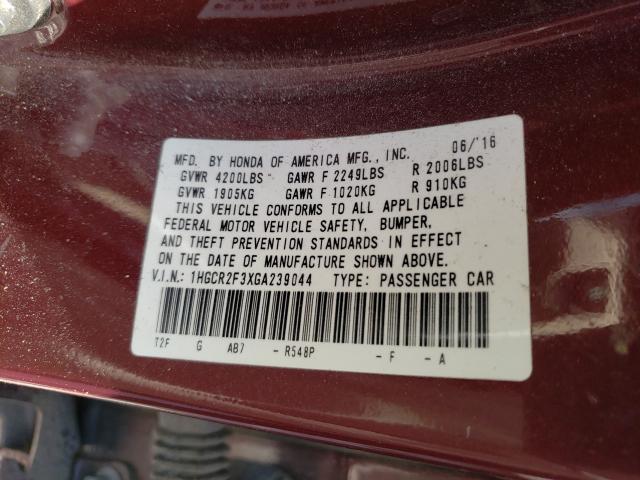 MFD. BY HONDA OF AMERICA MFG., INC. 06/'16
GVWR 4200LBS GAWR F 2249LBS R 2006LBS
GVWR 1905KG GAWR F 1020KG R 910KG
THIS VEHICLE CONFORMS TO ALL APPLICABLE
FEDERAL MOTOR VEHICLE SAFETY, BUMPER,
AND THEFT PREVENTION STANDARDS IN EFFECT
ON THE DATE OF MANUFACTURE SHOWN ABOVE.
V.I.N.: 1HGCR2F3XGA239044 TYPE: PASSENGER CAR
T2F G AB7 - R548P - F - A